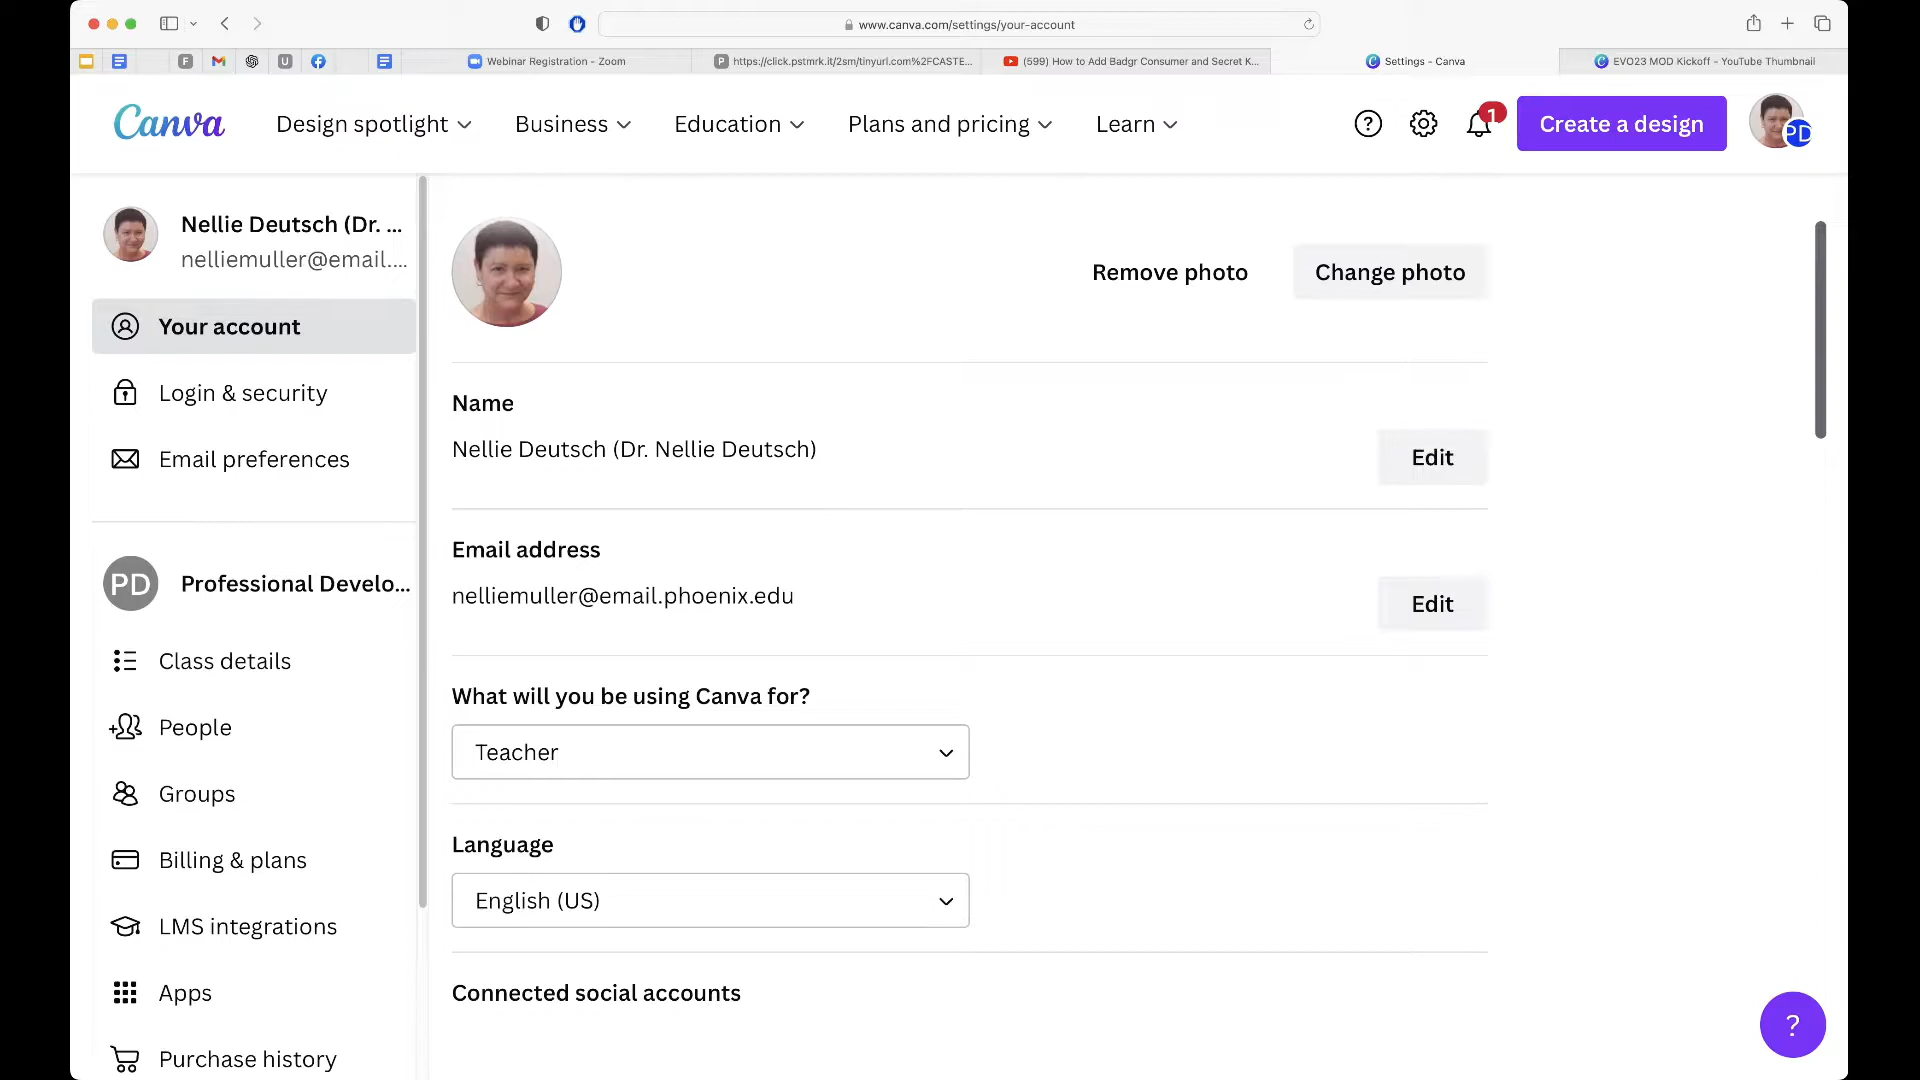 www.canva.com/settings/your-account
F
U
Webinar Registration - Zoom
P
https://click.pstmrk.it/2sm/tinyurl.com%2FCASTE...
(599) How to Add Badgr Consumer and Secret K...
C
Settings - Canva
C
EVO23 MOD Kickoff - YouTube Thumbnail
Canva
Design spotlight
Business
Education
Plans and pricing
Learn
?
1
Create a design
PD
Nellie Deutsch (Dr. ...
nelliemuller@email....
Your account
Login & security
Email preferences
PD
Professional Develo...
Class details
People
Groups
Billing & plans
LMS integrations
Apps
Purchase history
Remove photo
Change photo
Name
Nellie Deutsch (Dr. Nellie Deutsch)
Edit
Email address
nelliemuller@email.phoenix.edu
Edit
What will you be using Canva for?
Teacher
Language
English (US)
Connected social accounts
?